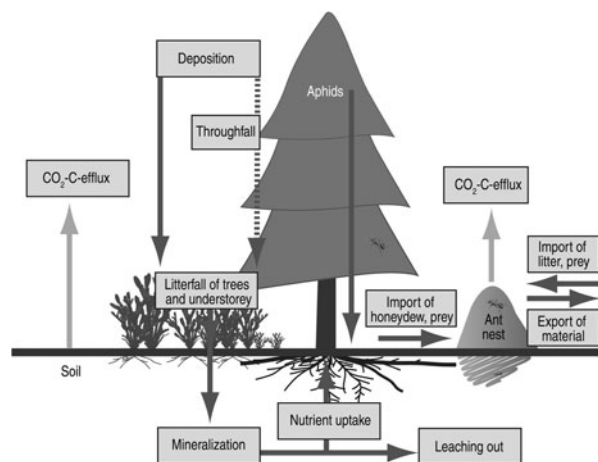 Deposition
Aphids
Throughfall
CO₂-C-efflux
CO₂-C-efflux
Import of
litter, prey
Litterfall of trees
and understorey
Import of
honeydew, prey
Ant
nest
Export of
material
Soil
Nutrient uptake
Mineralization
Leaching out